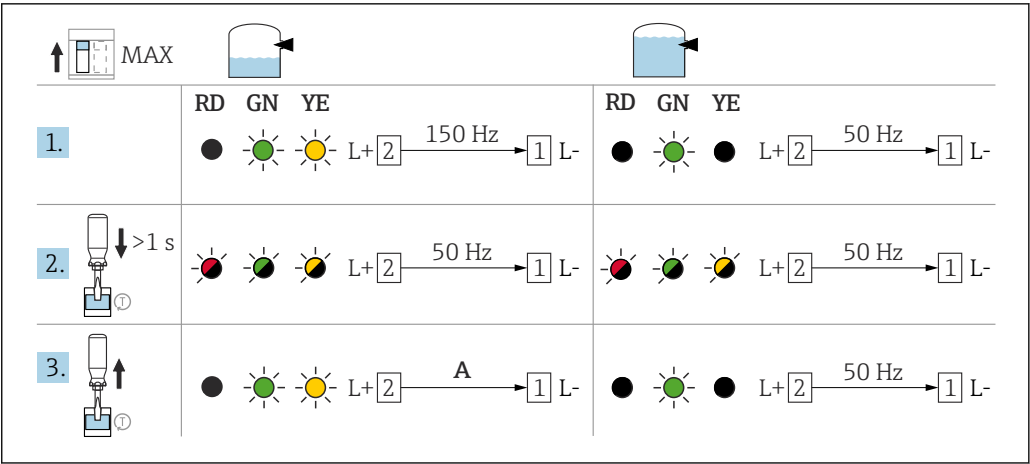 MAX
RD GN YE RD GN YE
1. L+ 2 150 Hz 1 L- L+ 2 50 Hz 1 L-
2. >1 s T L+ 2 50 Hz 1 L- L+ 2 50 Hz 1 L-
3. T L+ 2 A 1 L- L+ 2 50 Hz 1 L-